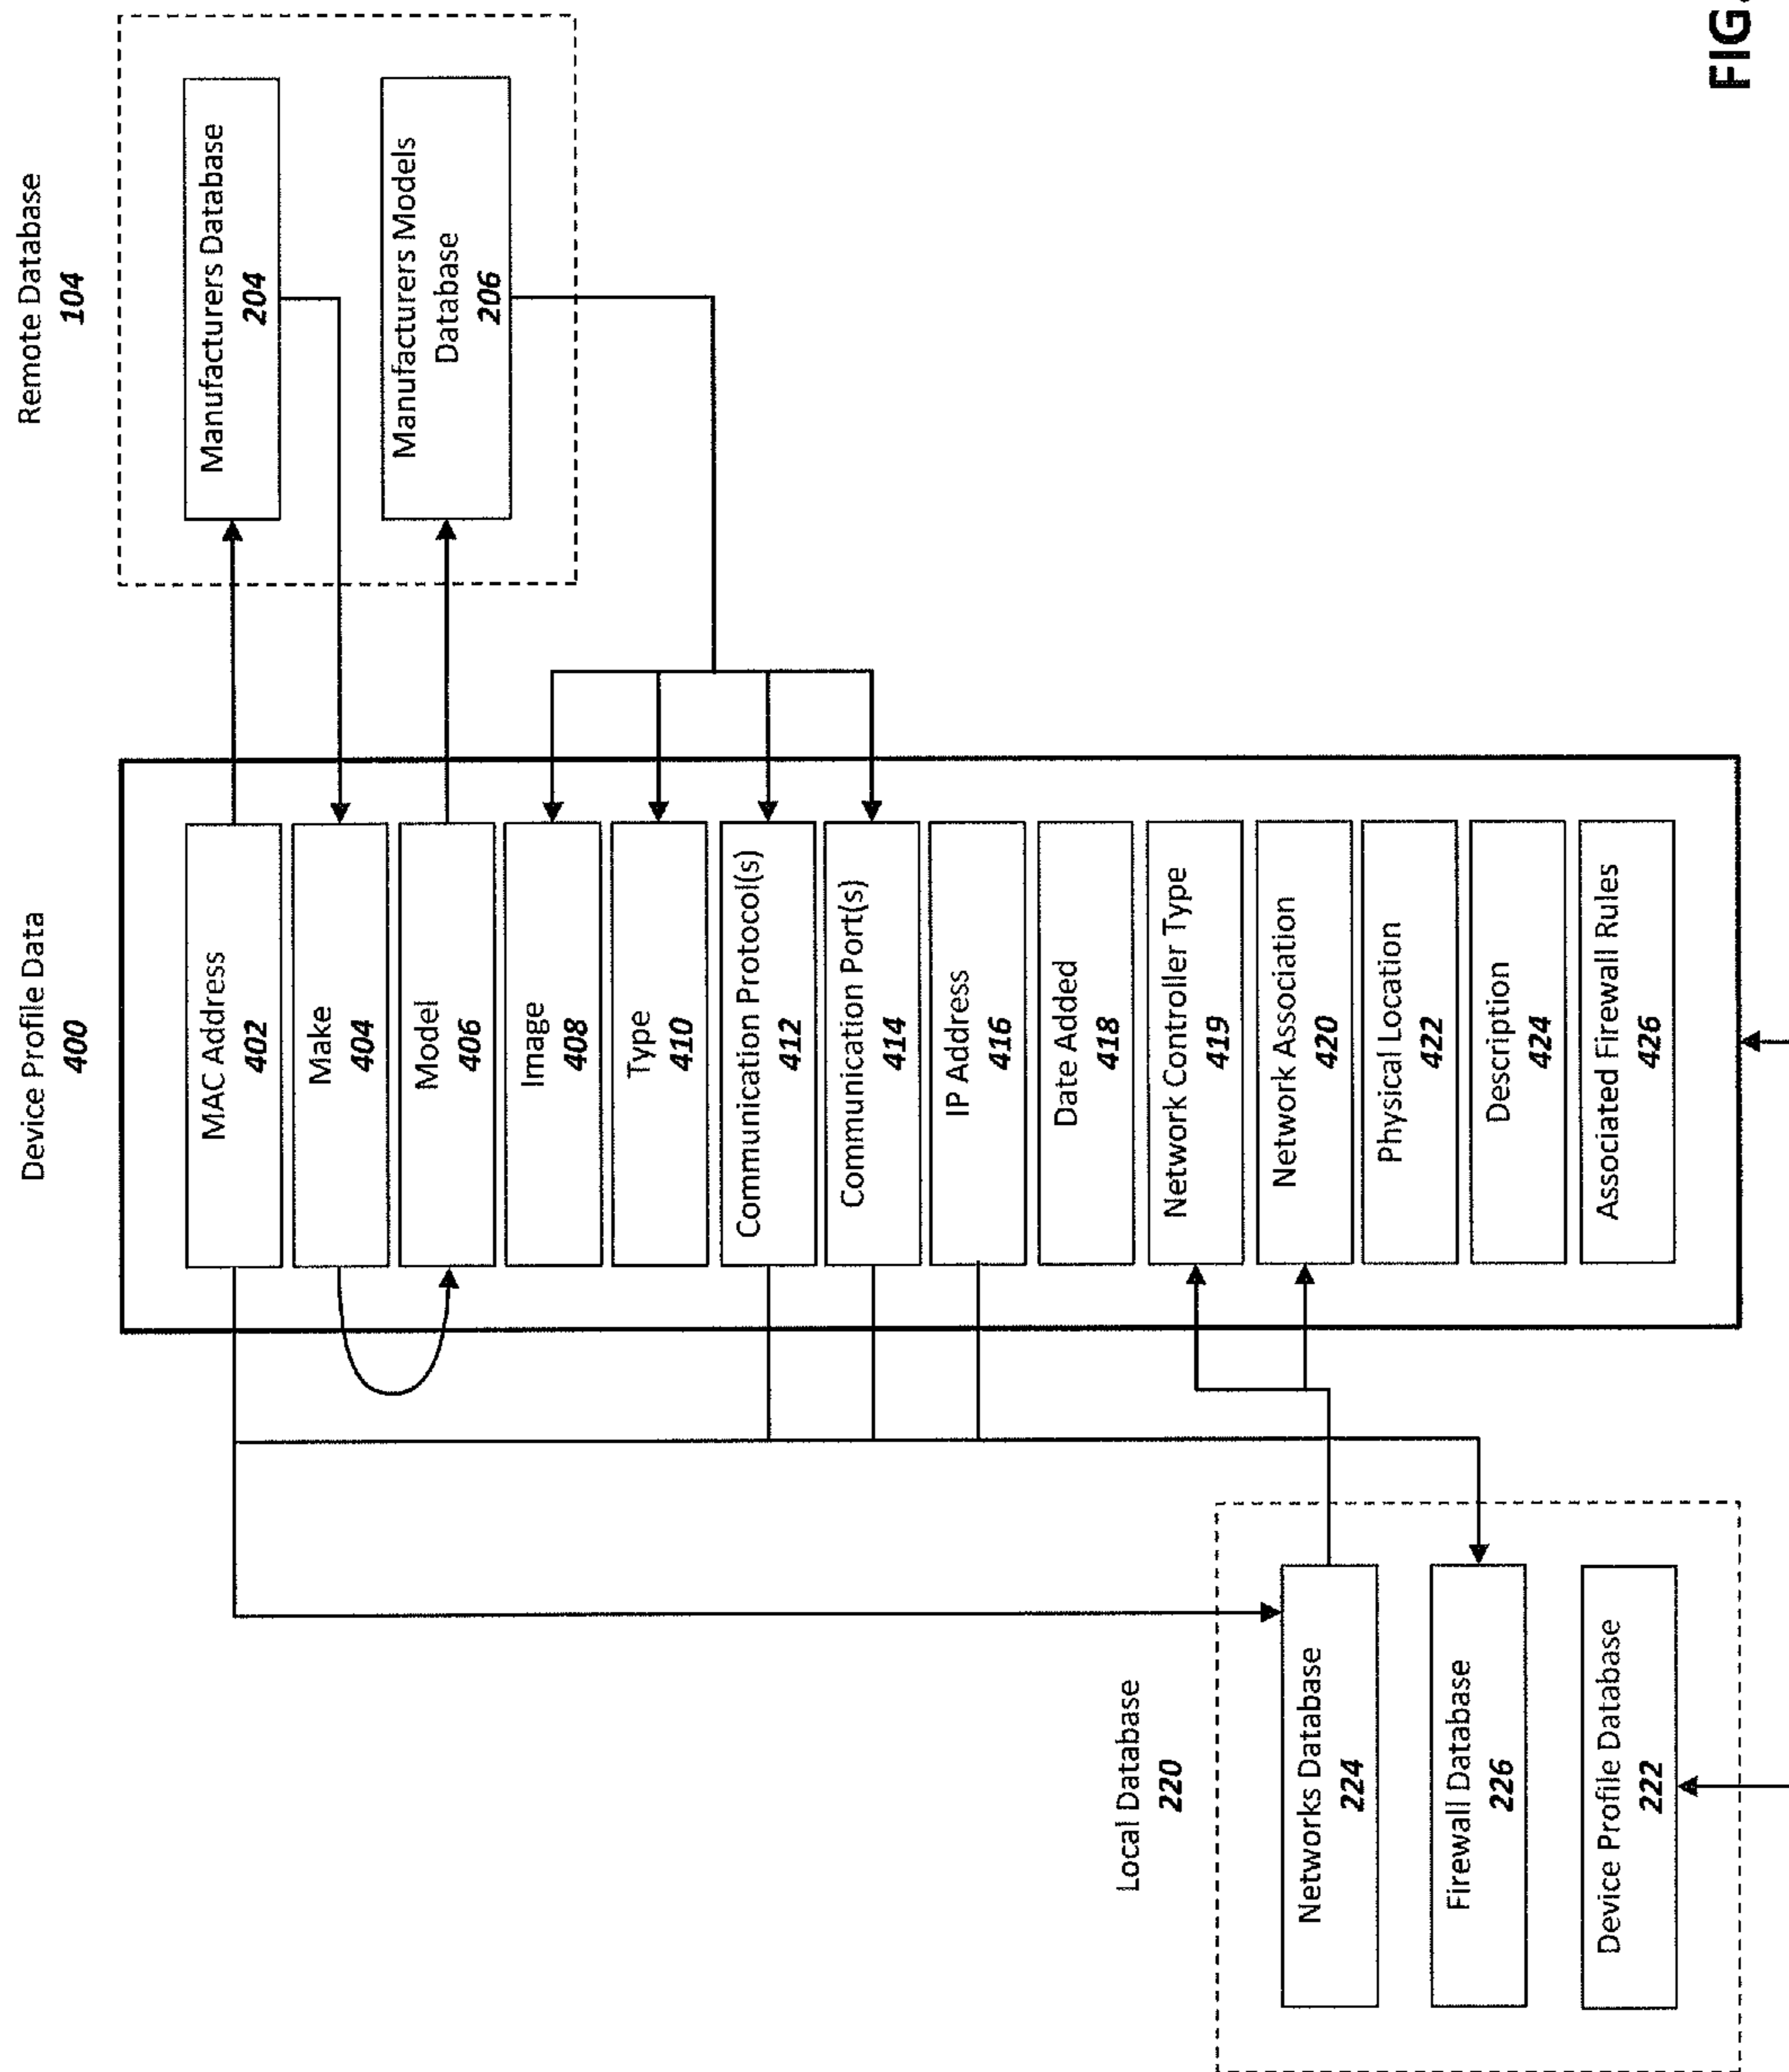 Local Database
220
Networks Database
224
Firewall Database
226
Device Profile Database
222
Device Profile Data
400
MAC Address
402
Make
404
Model
406
Image
408
Type
410
Communication Protocol(s)
412
Communication Port(s)
414
IP Address
416
Date Added
418
Network Controller Type
419
Network Association
420
Physical Location
422
Description
424
Associated Firewall Rules
426
Remote Database
104
Manufacturers Database
204
Manufacturers Models
Database
206
FIG.